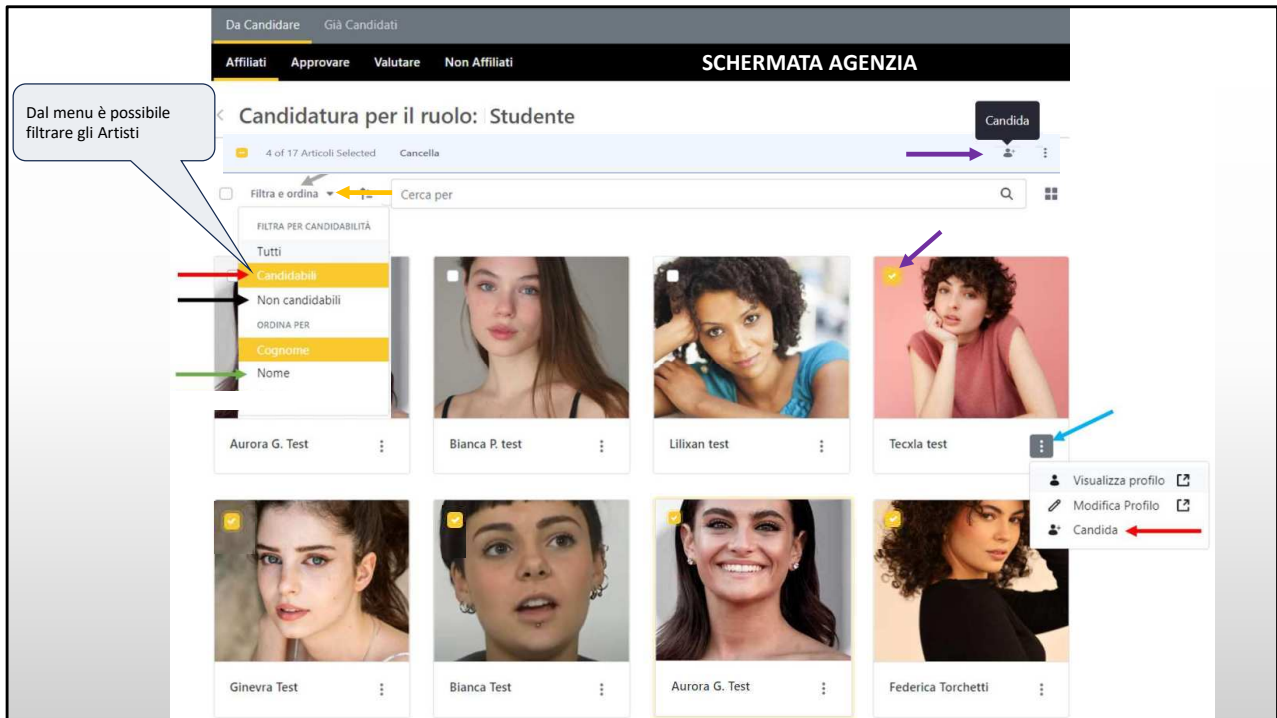 Da Candidare Già Candidati
Affiliati Approvare Valutare Non Affiliati SCHERMATA AGENZIA
Dal menu è possibile
filtrare gli Artisti
Candidatura per il ruolo: Studente
Candida
4 of 17 Articoli Selected Cancella
Filtra e ordina Cerca per
FILTRA PER CANDIDABILITÀ
Tutti
Candidabili
Non candidabili
ORDINA PER
Cognome
Nome
Aurora G. Test Bianca P. test Lilixan test Tecxla test
Visualizza profilo
Modifica Profilo
Candida
Ginevra Test Bianca Test Aurora G. Test Federica Torchetti